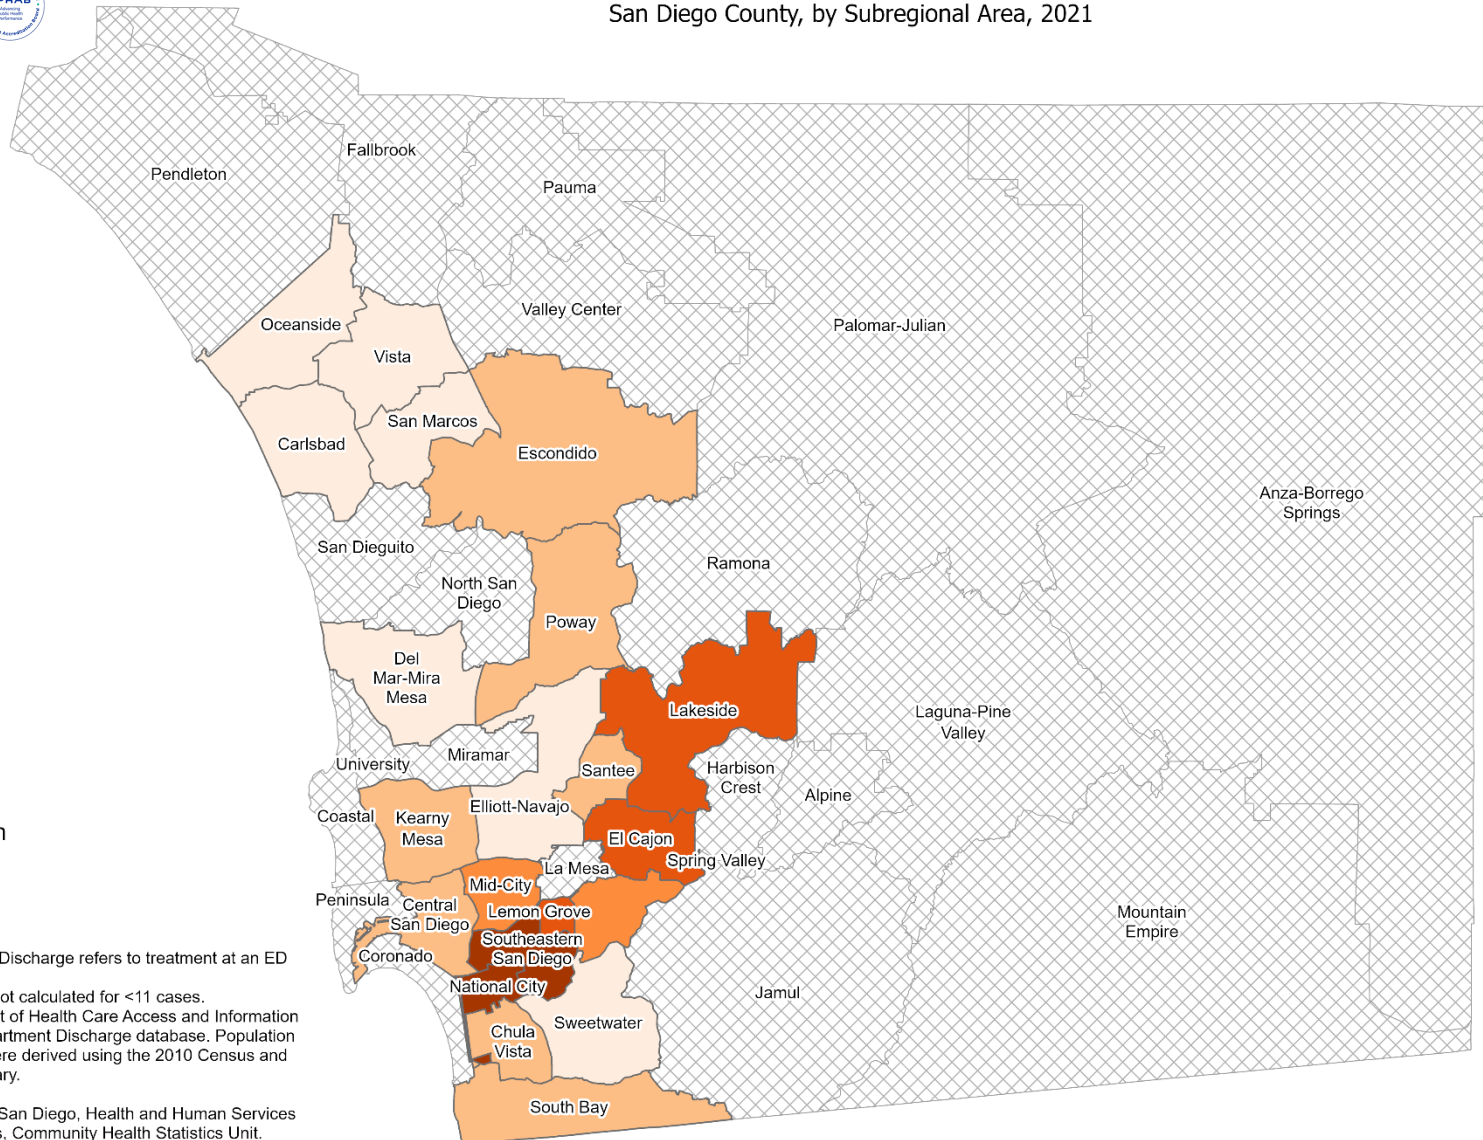 San Diego County, by Subregional Area, 2021
Advancing
Fallbrook
Pendleton
Pauma
Valley Center
Oceanside
Palomar-Julian
Vista
San Marcos
Carlsbad
Escondido
Anza-Borrego
Springs
San Dieguito
Ramona
North San
Diego
Poway
Del
Mar-Mira
Mesa
Lakeside
Laguna-Pine
Valley
Miramar
University
Santee
Harbison
Crest
Alpine
Elliott-Navajo
Coastal
Kearny
Mesa
El Cajon
Spring Valley
La Mesa
Mid-City
Peninsula
Central
San Diego
Lemon Grove
Mountain
Empire
Southeastern
San Diego
Coronado
National City
Jamul
Sweetwater
Chula
Vista
South Bay
n
Discharge refers to treatment at an ED
ot calculated for <11 cases.
t of Health Care Access and Information
artment Discharge database. Population
ere derived using the 2010 Census and
ary.
San Diego, Health and Human Services
s, Community Health Statistics Unit.